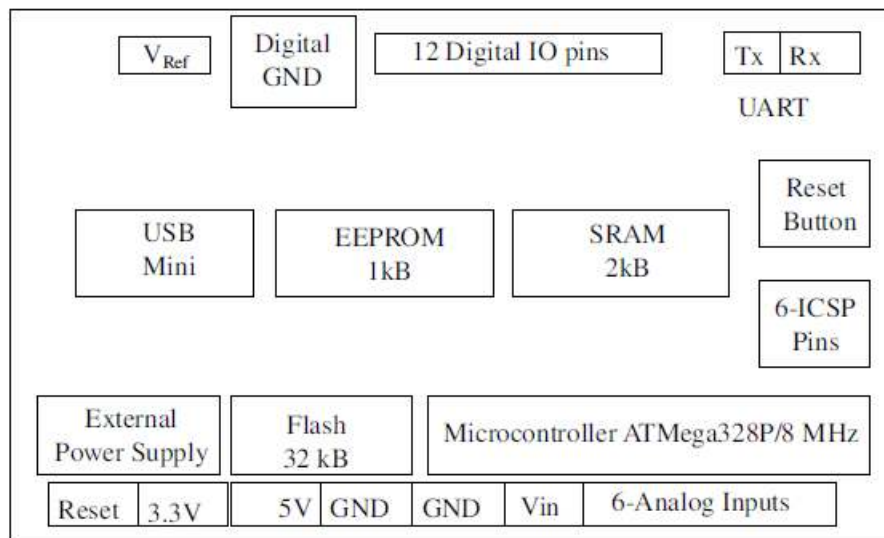 VRef
Digital
GND
12 Digital IO pins
Tx Rx
UART
Reset
Button
USB
Mini
EEPROM
1kB
SRAM
2kB
6-ICSP
Pins
External
Power Supply
Flash
32 kB
Microcontroller ATMega328P/8 MHz
Reset 3.3V 5V GND GND Vin 6-Analog Inputs